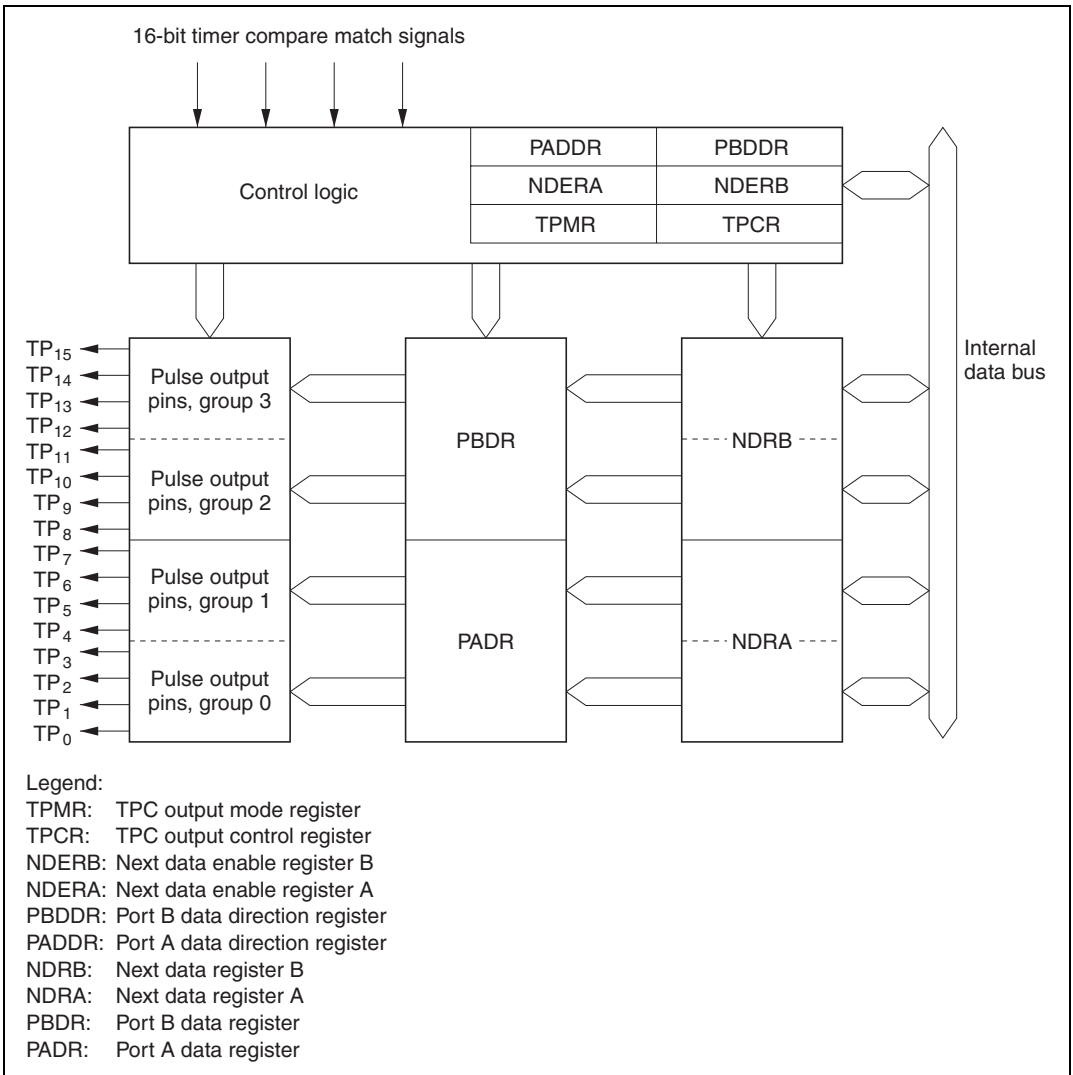 16-bit timer compare match signals
Control logic
PADDR PBDDR
NDERA NDERB
TPMR TPCR
Internal
data bus
TP15
TP14
TP13
TP12
TP11
TP10
TP9
TP8
TP7
TP6
TP5
TP4
TP3
TP2
TP1
TP0
Pulse output
pins, group 3
Pulse output
pins, group 2
Pulse output
pins, group 1
Pulse output
pins, group 0
PBDR
PADR
NDRB
NDRA
Legend:
TPMR: TPC output mode register
TPCR: TPC output control register
NDERB: Next data enable register B
NDERA: Next data enable register A
PBDDR: Port B data direction register
PADDR: Port A data direction register
NDRB: Next data register B
NDRA: Next data register A
PBDR: Port B data register
PADR: Port A data register